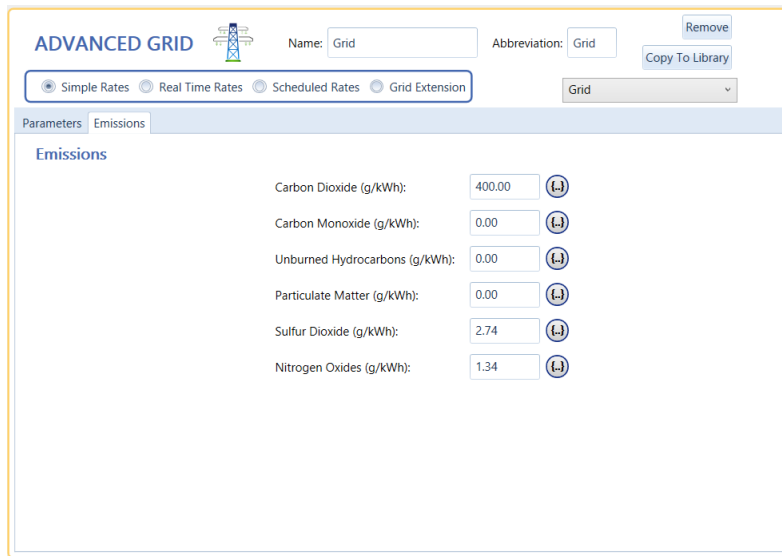 ADVANCED GRID Name: Grid Abbreviation: Grid Remove
Copy To Library
Simple Rates Real Time Rates Scheduled Rates Grid Extension Grid
Parameters Emissions
Emissions
Carbon Dioxide (g/kWh): 400.00 {..}
Carbon Monoxide (g/kWh): 0.00 {..}
Unburned Hydrocarbons (g/kWh): 0.00 {..}
Particulate Matter (g/kWh): 0.00 {..}
Sulfur Dioxide (g/kWh): 2.74 {..}
Nitrogen Oxides (g/kWh): 1.34 {..}